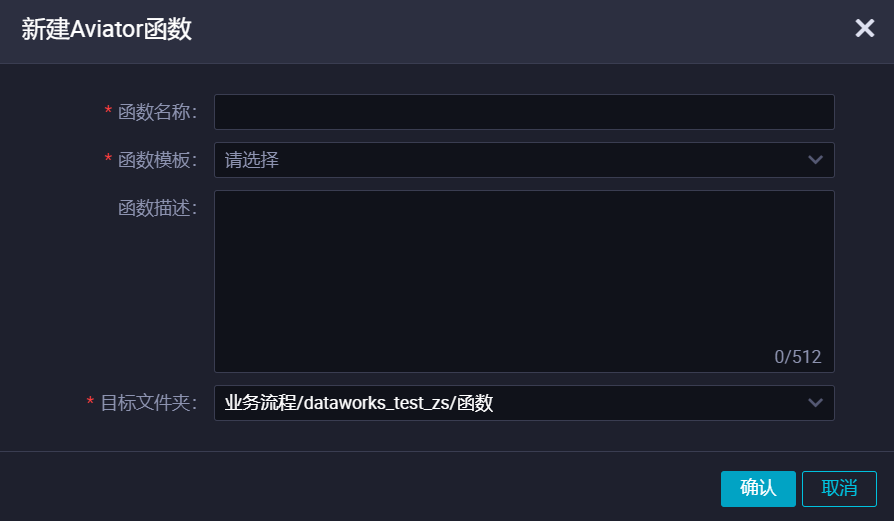 新建Aviator函数
* 函数名称：
* 函数模板： 请选择
函数描述：
0/512
* 目标文件夹： 业务流程/dataworks_test_zs/函数
确认 取消